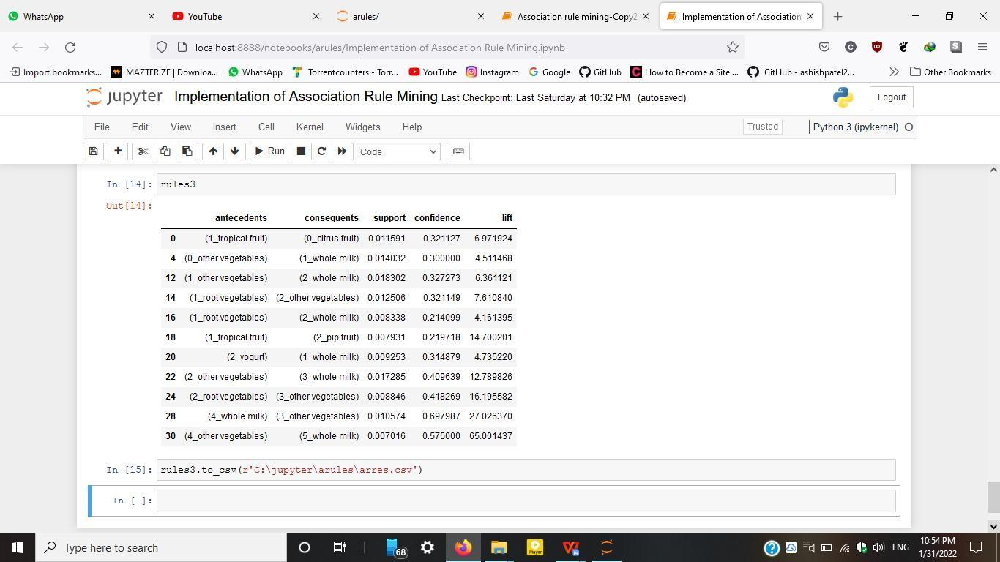 WhatsApp
YouTube
arules/
Association rule mining-Copy2
Implementation of Association
localhost:8888/notebooks/arules/Implementation of Association Rule Mining.ipynb
Import bookmarks... MAZTERIZE | Downloa... WhatsApp Torrentcounters - Torr... YouTube Instagram Google GitHub How to Become a Site ... GitHub - ashishpatel2... Other Bookmarks
jupyter Implementation of Association Rule Mining Last Checkpoint: Last Saturday at 10:32 PM (autosaved) Logout
File Edit View Insert Cell Kernel Widgets Help Trusted Python 3 (ipykernel)
Run Code
In [14]: rules3
Out[14]:
antecedents consequents support confidence lift
0 (1_tropical fruit) (0_citrus fruit) 0.011591 0.321127 6.971924
4 (0_other vegetables) (1_whole milk) 0.014032 0.300000 4.511468
12 (1_other vegetables) (2_whole milk) 0.018302 0.327273 6.361121
14 (1_root vegetables) (2_other vegetables) 0.012506 0.321149 7.610840
16 (1_root vegetables) (2_whole milk) 0.008338 0.214099 4.161395
18 (1_tropical fruit) (2_pip fruit) 0.007931 0.219718 14.700201
20 (2_yogurt) (1_whole milk) 0.009253 0.314879 4.735220
22 (2_other vegetables) (3_whole milk) 0.017285 0.409639 12.789826
24 (2_root vegetables) (3_other vegetables) 0.008846 0.418269 16.195582
28 (4_whole milk) (3_other vegetables) 0.010574 0.697987 27.026370
30 (4_other vegetables) (5_whole milk) 0.007016 0.575000 65.001437
In [15]: rules3.to_csv(r'C:\jupyter\arules\arres.csv')
In [ ]:
Type here to search
68
Player
ENG
10:54 PM
1/31/2022